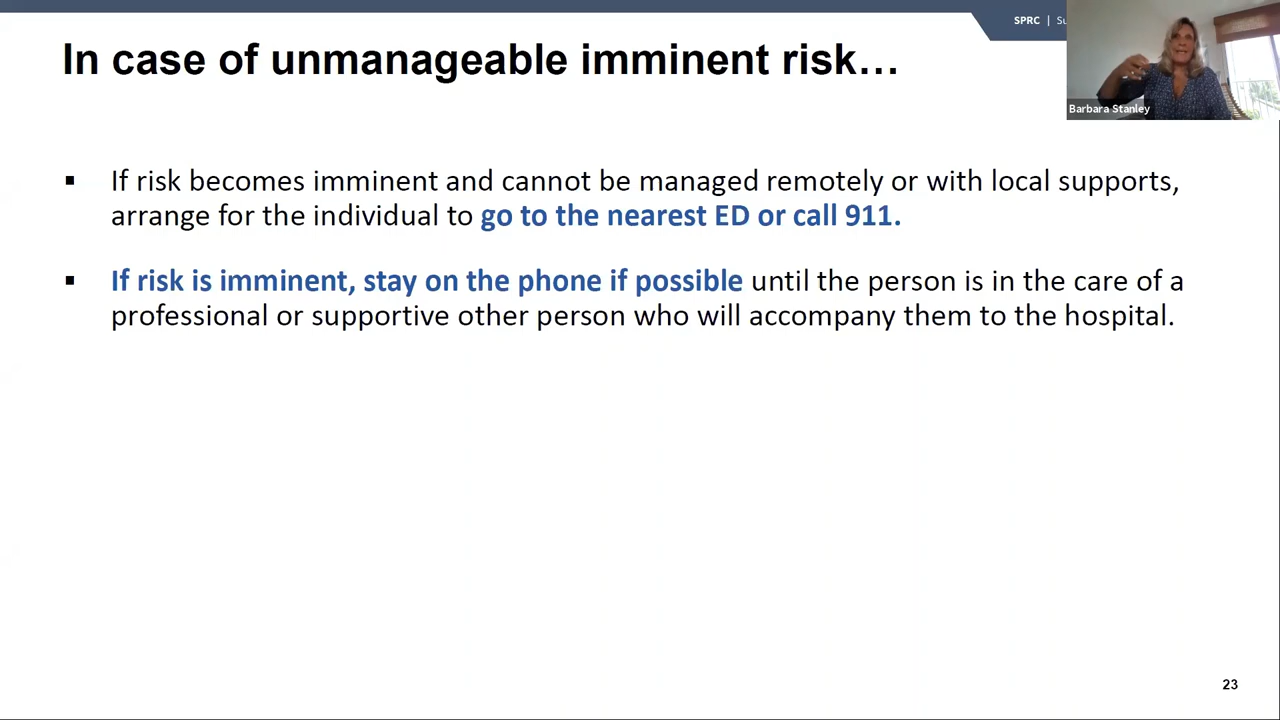 SPRC |
In case of unmanageable imminent risk…
Barbara Stanley
▪ If risk becomes imminent and cannot be managed remotely or with local supports,
arrange for the individual to go to the nearest ED or call 911.
▪ If risk is imminent, stay on the phone if possible until the person is in the care of a
professional or supportive other person who will accompany them to the hospital.
23